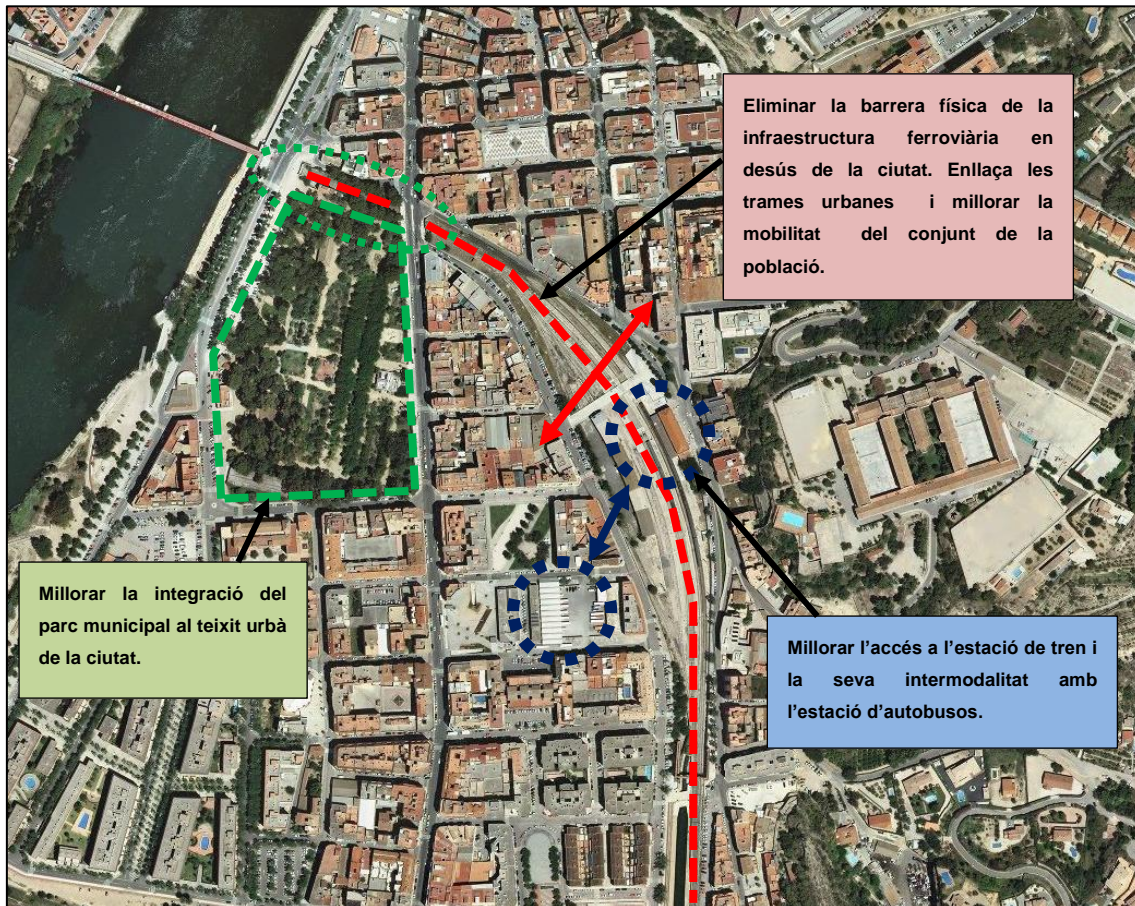 Eliminar la barrera física de la
infraestructura ferroviària en
desús de la ciutat. Enllaça les
trames urbanes i millorar la
mobilitat del conjunt de la
població.
Millorar la integració del
parc municipal al teixit urbà
de la ciutat.
Millorar l’accés a l’estació de tren i
la seva intermodalitat amb
l’estació d’autobusos.